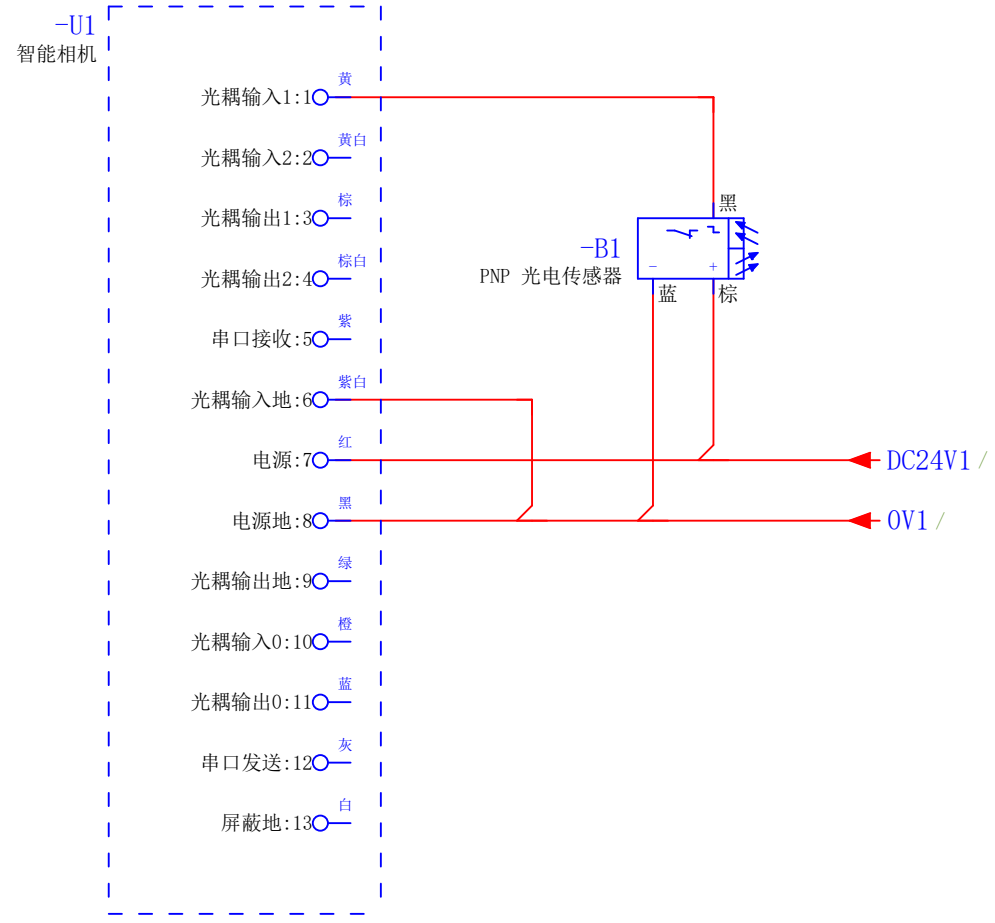 -U1
智能相机
黄
光耦输入1:1
黄白
光耦输入2:2
棕
光耦输出1:3
黑
-B1
PNP 光电传感器
- +
蓝 棕
棕白
光耦输出2:4
紫
串口接收:5
紫白
光耦输入地:6
红
电源:7
DC24V1 /
黑
电源地:8
0V1 /
绿
光耦输出地:9
橙
光耦输入0:10
蓝
光耦输出0:11
灰
串口发送:12
白
屏蔽地:13